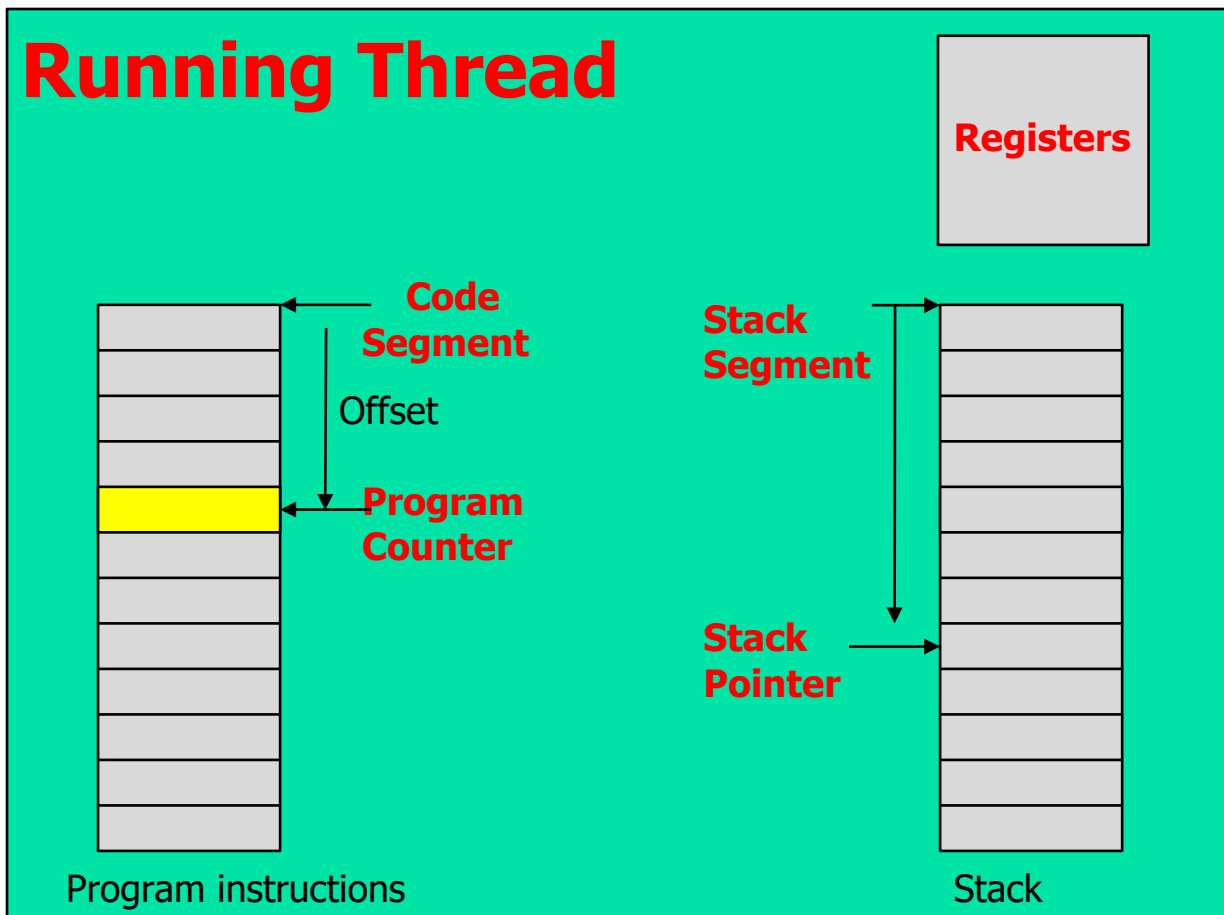 Running Thread
Registers
Code
Segment
Offset
Program
Counter
Stack
Segment
Stack
Pointer
Program instructions
Stack